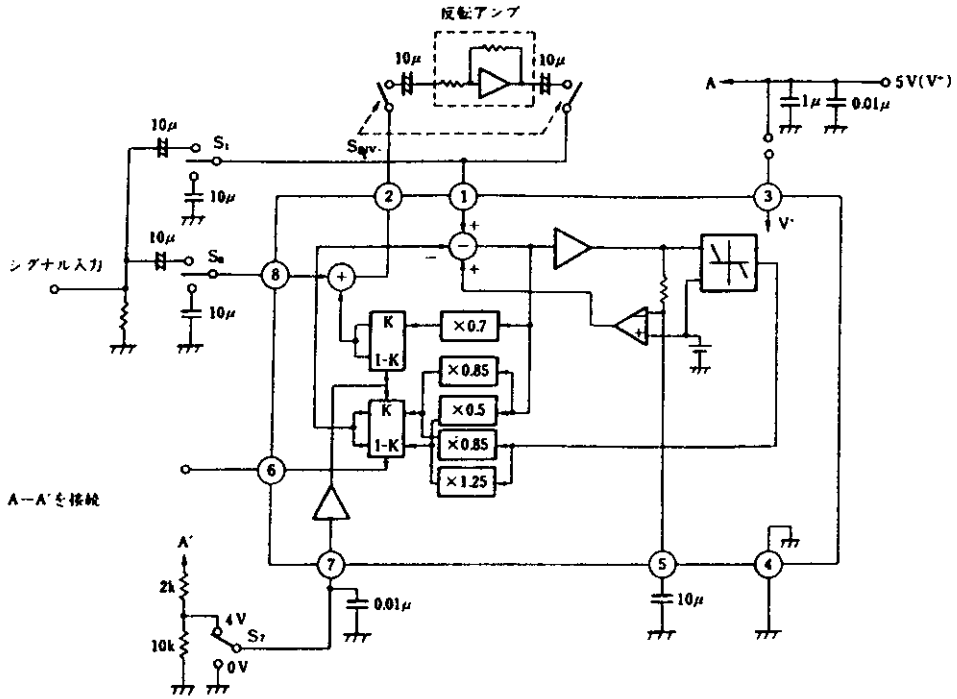 反転アンプ
10μ
10μ
A
5V(V⁺)
1μ
0.01μ
10μ
S₁
10μ
2
1
3
V⁺
シグナル入力
10μ
10μ
8
+
+
−
−
+
K
1-K
×0.7
×0.85
K
1-K
×0.5
×0.85
×1.25
+
6
A−A′を接続
7
5
4
A′
2k
10k
4V
S₇
0V
0.01μ
10μ